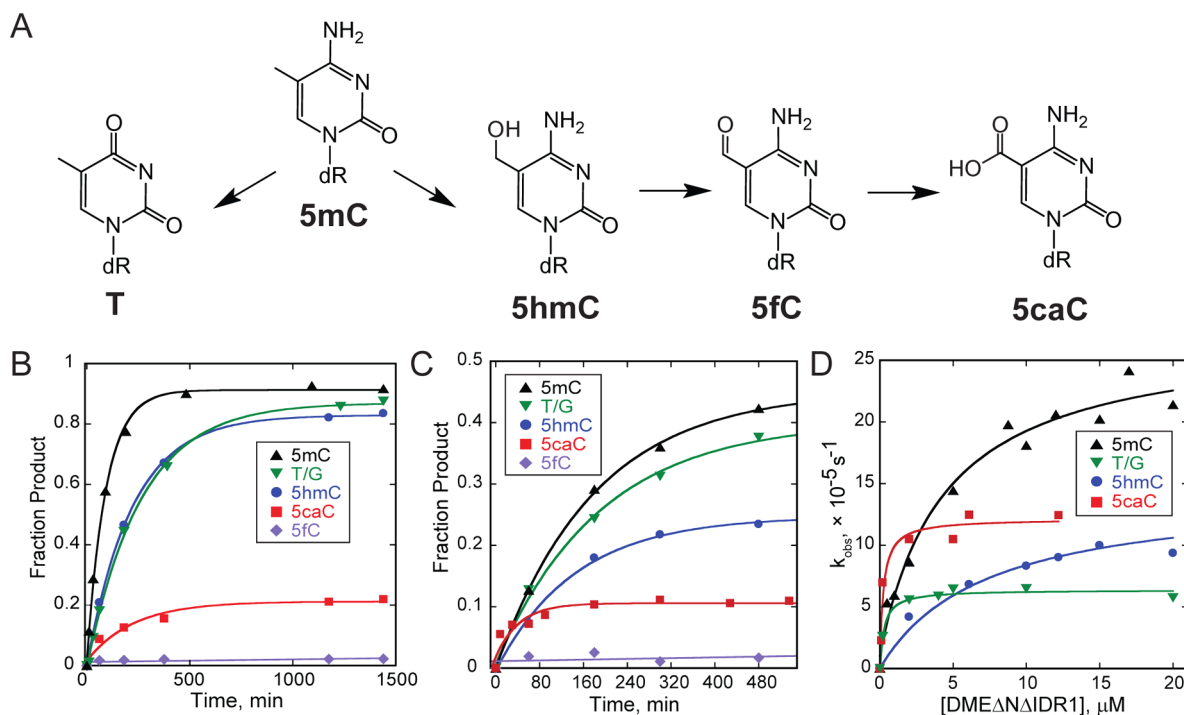 A
NH₂
N
N
O
dR
5mC
O
N
N
O
dR
T
OH
NH₂
N
N
O
dR
5hmC
O
NH₂
N
N
O
dR
5fC
O
HO
NH₂
N
N
O
dR
5caC
B
Fraction Product
1
0.8
0.6
0.4
0.2
0
5mC
T/G
5hmC
5caC
5fC
0
500
1000
1500
Time, min
C
Fraction Product
0.5
0.4
0.3
0.2
0.1
0
5mC
T/G
5hmC
5caC
5fC
0 80 160 240 320 400 480
Time, min
D
k_obs, × 10⁻⁵ s⁻¹
25
20
15
10
5
0
5mC
T/G
5hmC
5caC
0 5 10 15 20
[DMEΔNΔIDR1], μM